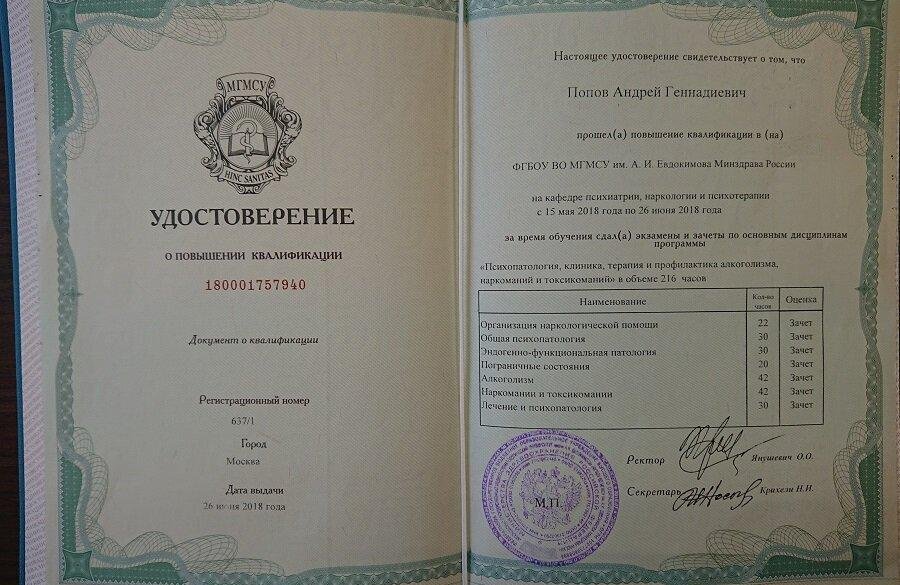 МГМСУ
HINC SANITAS
УДОСТОВЕРЕНИЕ
О ПОВЫШЕНИИ КВАЛИФИКАЦИИ
180001757940
Документ о квалификации
Регистрационный номер
637/1
Город
Москва
Дата выдачи
26 июня 2018 года
Настоящее удостоверение свидетельствует о том, что
Попов Андрей Геннадиевич
прошел(а) повышение квалификации в (на)
ФГБОУ ВО МГМСУ им. А. И. Евдокимова Минздрава России
на кафедре психиатрии, наркологии и психотерапии
с 15 мая 2018 года по 26 июня 2018 года
за время обучения сдал(а) экзамены и зачеты по основным дисциплинам
программы
«Психопатология, клиника, терапия и профилактика алкоголизма,
наркоманий и токсикоманий» в объеме 216 часов
Наименование Кол-во часов Оценка
Организация наркологической помощи 22 Зачет
Общая психопатология 30 Зачет
Эндогенно-функциональная патология 30 Зачет
Пограничные состояния 20 Зачет
Алкоголизм 42 Зачет
Наркомании и токсикомании 42 Зачет
Лечение и психопатология 30 Зачет
Ректор Янушевич О.О.
Секретарь Крихели Н.И.
М.П.